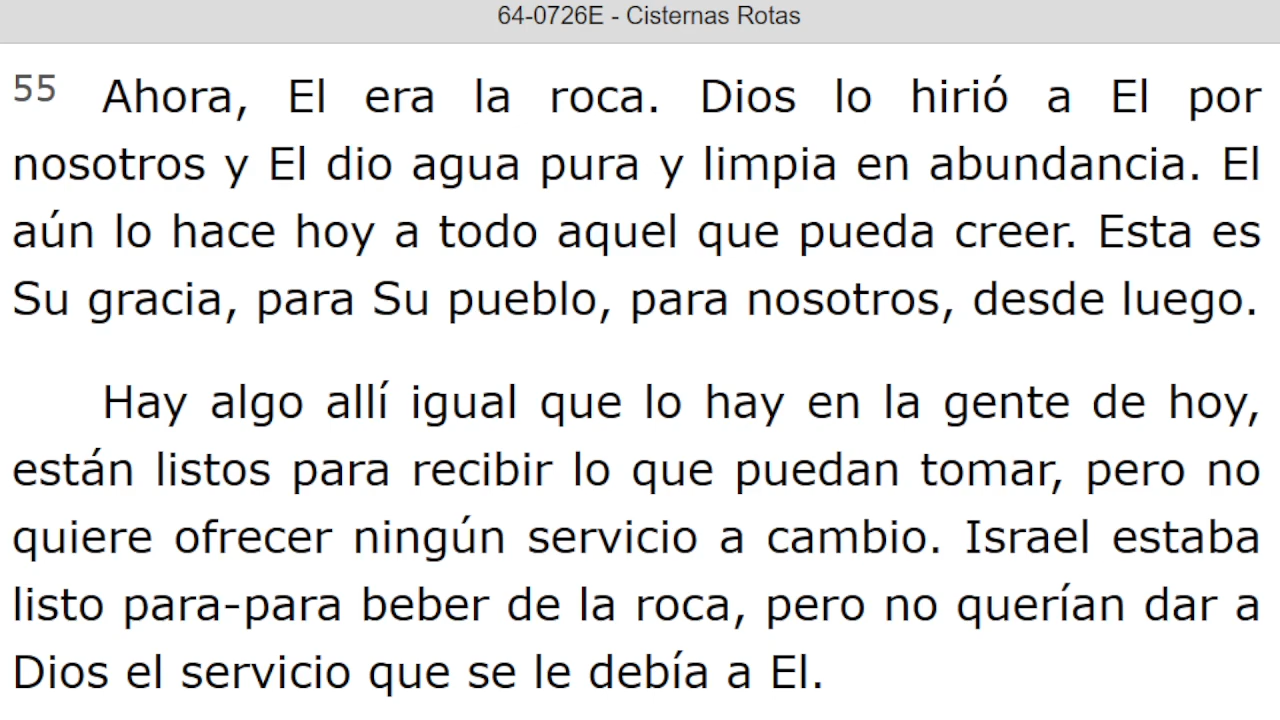 64-0726E - Cisternas Rotas
55 Ahora, El era la roca. Dios lo hirió a El por
nosotros y El dio agua pura y limpia en abundancia. El
aún lo hace hoy a todo aquel que pueda creer. Esta es
Su gracia, para Su pueblo, para nosotros, desde luego.
Hay algo allí igual que lo hay en la gente de hoy,
están listos para recibir lo que puedan tomar, pero no
quiere ofrecer ningún servicio a cambio. Israel estaba
listo para-para beber de la roca, pero no querían dar a
Dios el servicio que se le debía a El.